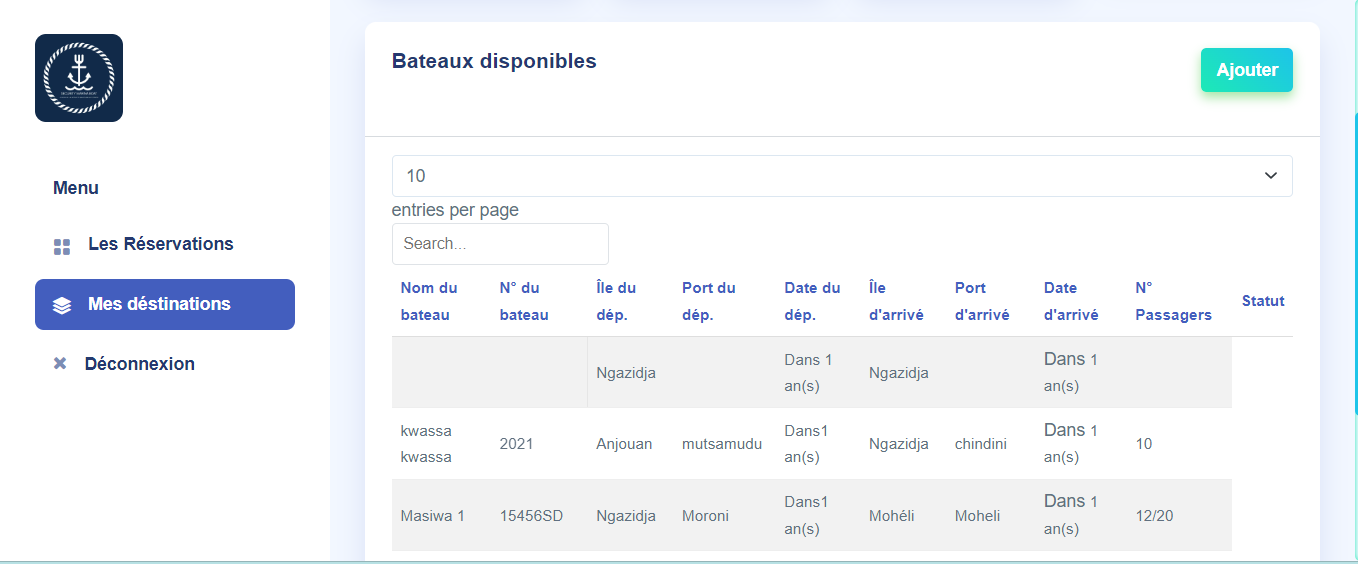 Menu
Les Réservations
Mes déstinations
Déconnexion
Bateaux disponibles
Ajouter
10
entries per page
Search...
Nom du bateau N° du bateau Île du dép. Port du dép. Date du dép. Île d'arrivé Port d'arrivé Date d'arrivé N° Passagers Statut
Ngazidja Dans 1 an(s) Ngazidja Dans 1 an(s)
kwassa kwassa 2021 Anjouan mutsamudu Dans1 an(s) Ngazidja chindini Dans 1 an(s) 10
Masiwa 1 15456SD Ngazidja Moroni Dans1 an(s) Mohéli Moheli Dans 1 an(s) 12/20